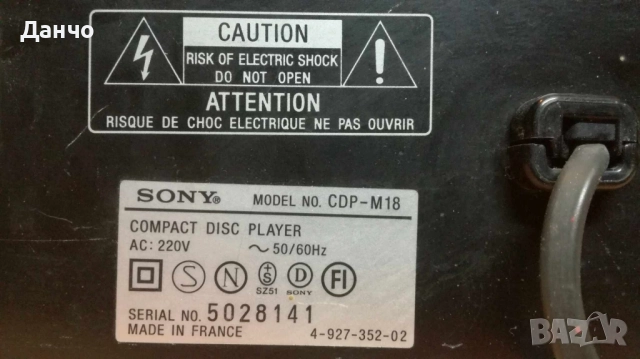 Данчо
CAUTION
RISK OF ELECTRIC SHOCK
DO NOT OPEN
ATTENTION
RISQUE DE CHOC ELECTRIQUE NE PAS OUVRIR
SONY® MODEL NO. CDP-M18
COMPACT DISC PLAYER
AC: 220V ~ 50/60Hz
S N +S D FI
SZ51 SONY
SERIAL NO. 5028141
MADE IN FRANCE 4-927-352-02
BAZAR
bg